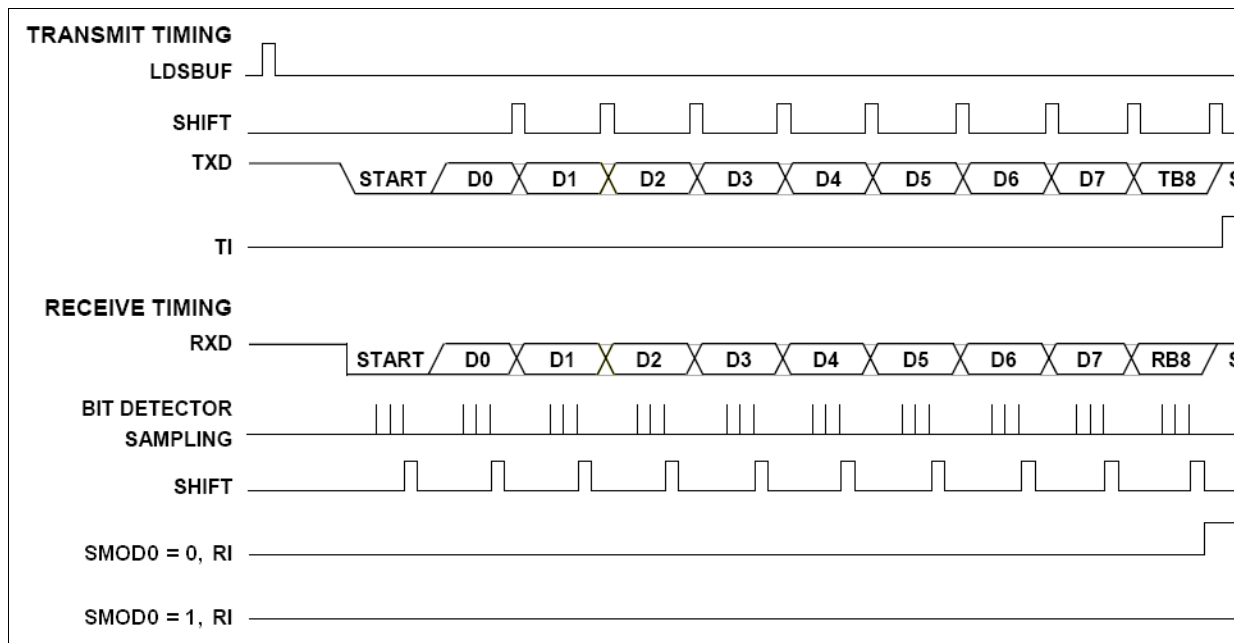 TRANSMIT TIMING
LDSBUF
SHIFT
TXD START D0 D1 D2 D3 D4 D5 D6 D7 TB8
TI
RECEIVE TIMING
RXD START D0 D1 D2 D3 D4 D5 D6 D7 RB8
BIT DETECTOR
SAMPLING
SHIFT
SMOD0 = 0, RI
SMOD0 = 1, RI